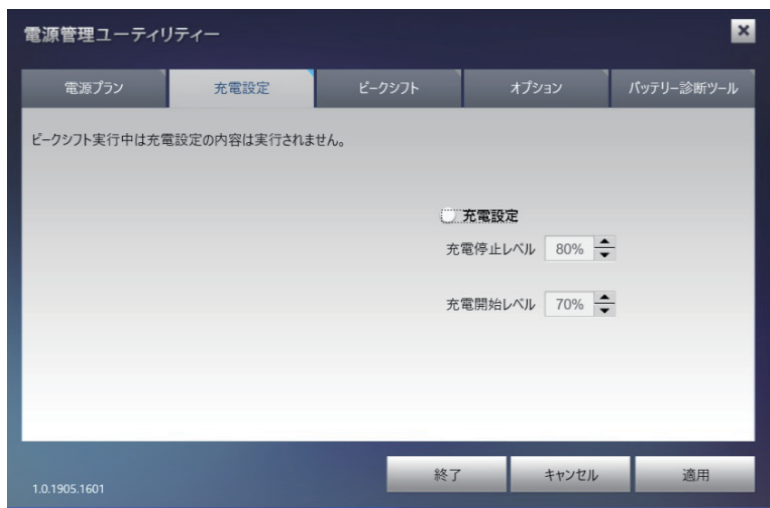 電源管理ユーティリティー
電源プラン
充電設定
ピークシフト
オプション
バッテリー診断ツール
ピークシフト実行中は充電設定の内容は実行されません。
充電設定
充電停止レベル 80%
充電開始レベル 70%
終了
キャンセル
適用
1.0.1905.1601